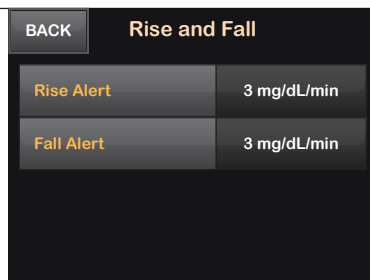 BACK Rise and Fall
Rise Alert 3 mg/dL/min
Fall Alert 3 mg/dL/min